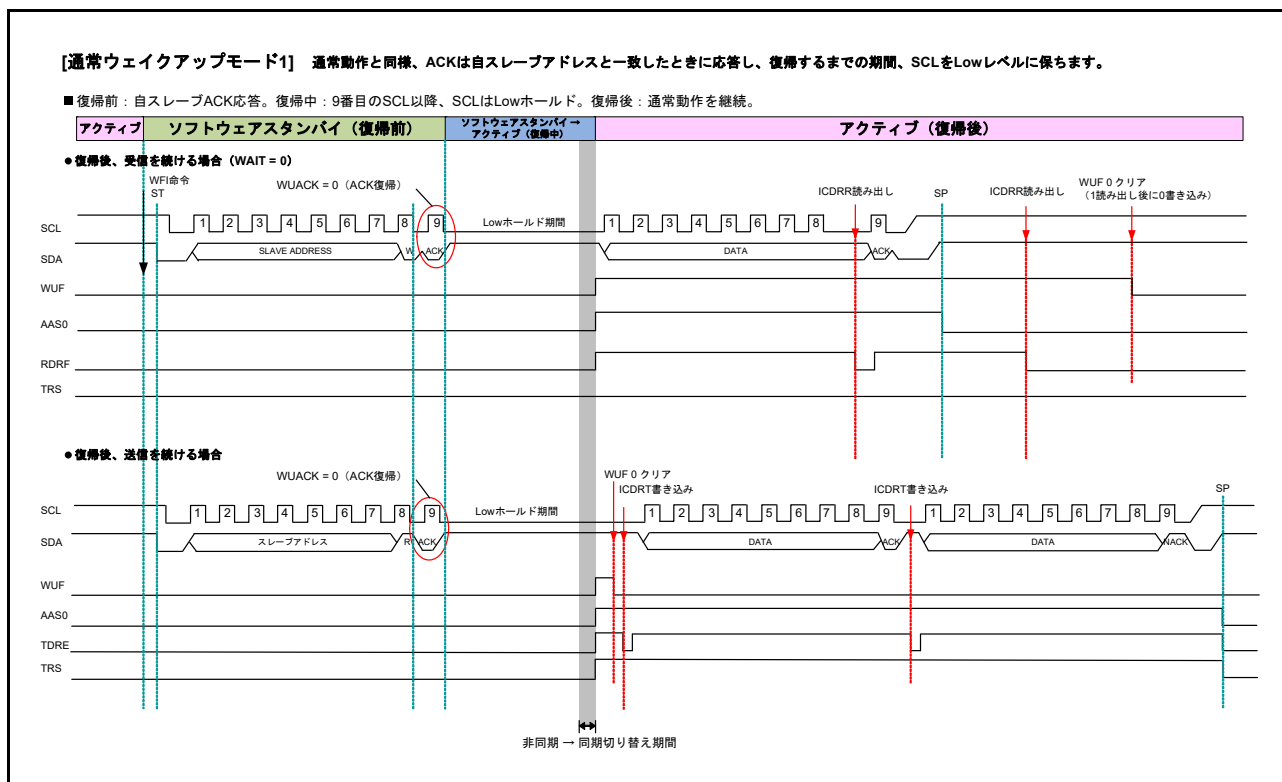 [通常ウェイクアップモード1] 通常動作と同様、ACKは自スレーブアドレスと一致したときに応答し、復帰するまでの期間、SCLをLowレベルに保ちます。
■復帰前：自スレーブACK応答。復帰中：9番目のSCL以降、SCLはLowホールド。復帰後：通常動作を継続。
アクティブ ソフトウェアスタンバイ（復帰前） ソフトウェアスタンバイ→ アクティブ（復帰後）
アクティブ（復帰中）
●復帰後、受信を続ける場合（WAIT = 0）
WFI命令
ST
WUACK = 0（ACK復帰）
ICDRR読み出し
SP
ICDRR読み出し
WUF 0 クリア
（1読み出し後に0書き込み）
SCL 1 2 3 4 5 6 7 8 9 Lowホールド期間 1 2 3 4 5 6 7 8 9
SDA SLAVE ADDRESS W ACK DATA ACK
WUF
AAS0
RDRF
TRS
●復帰後、送信を続ける場合
WUACK = 0（ACK復帰）
WUF 0 クリア
ICDRT書き込み
ICDRT書き込み
SP
SCL 1 2 3 4 5 6 7 8 9 Lowホールド期間 1 2 3 4 5 6 7 8 9 1 2 3 4 5 6 7 8 9
SDA スレーブアドレス R ACK DATA ACK DATA NACK
WUF
AAS0
TDRE
TRS
非同期 → 同期切り替え期間